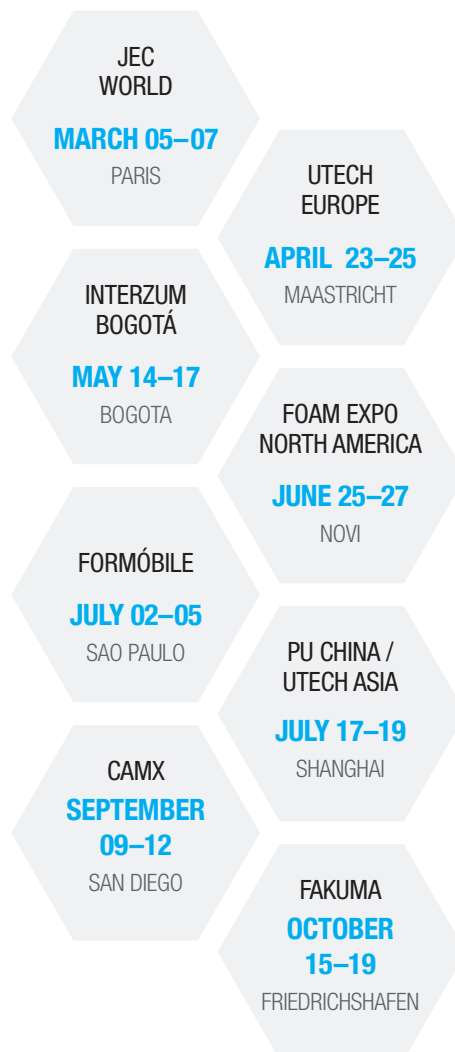 JEC
WORLD
MARCH 05–07
PARIS
UTECH
EUROPE
APRIL 23–25
MAASTRICHT
INTERZUM
BOGOTÁ
MAY 14–17
BOGOTA
FOAM EXPO
NORTH AMERICA
JUNE 25–27
NOVI
FORMÓBILE
JULY 02–05
SAO PAULO
PU CHINA /
UTECH ASIA
JULY 17–19
SHANGHAI
CAMX
SEPTEMBER
09–12
SAN DIEGO
FAKUMA
OCTOBER
15–19
FRIEDRICHSHAFEN